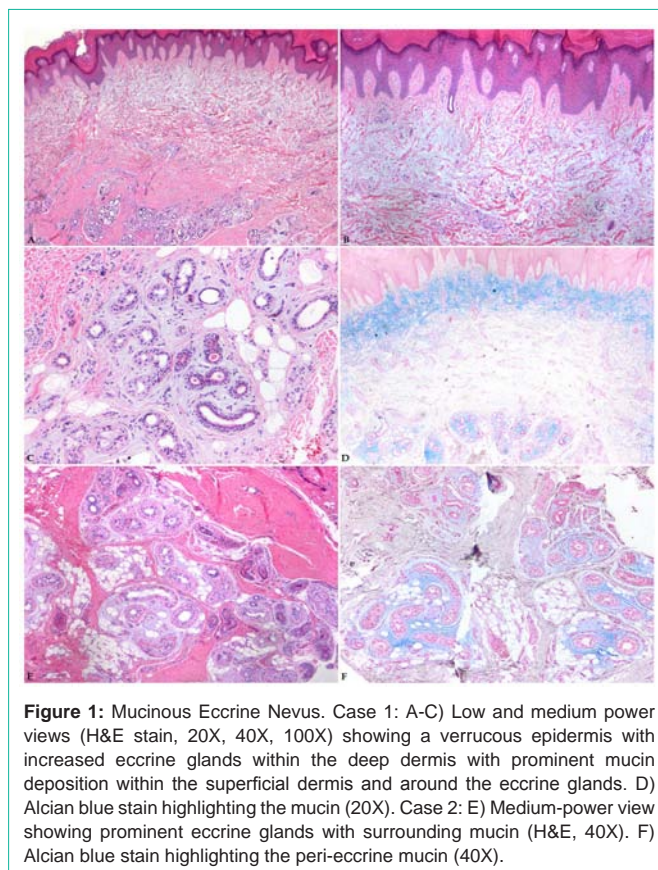 A
B
C
D
E
F
Figure 1: Mucinous Eccrine Nevus. Case 1: A-C) Low and medium power
views (H&E stain, 20X, 40X, 100X) showing a verrucous epidermis with
increased eccrine glands within the deep dermis with prominent mucin
deposition within the superficial dermis and around the eccrine glands. D)
Alcian blue stain highlighting the mucin (20X). Case 2: E) Medium-power view
showing prominent eccrine glands with surrounding mucin (H&E, 40X). F)
Alcian blue stain highlighting the peri-eccrine mucin (40X).